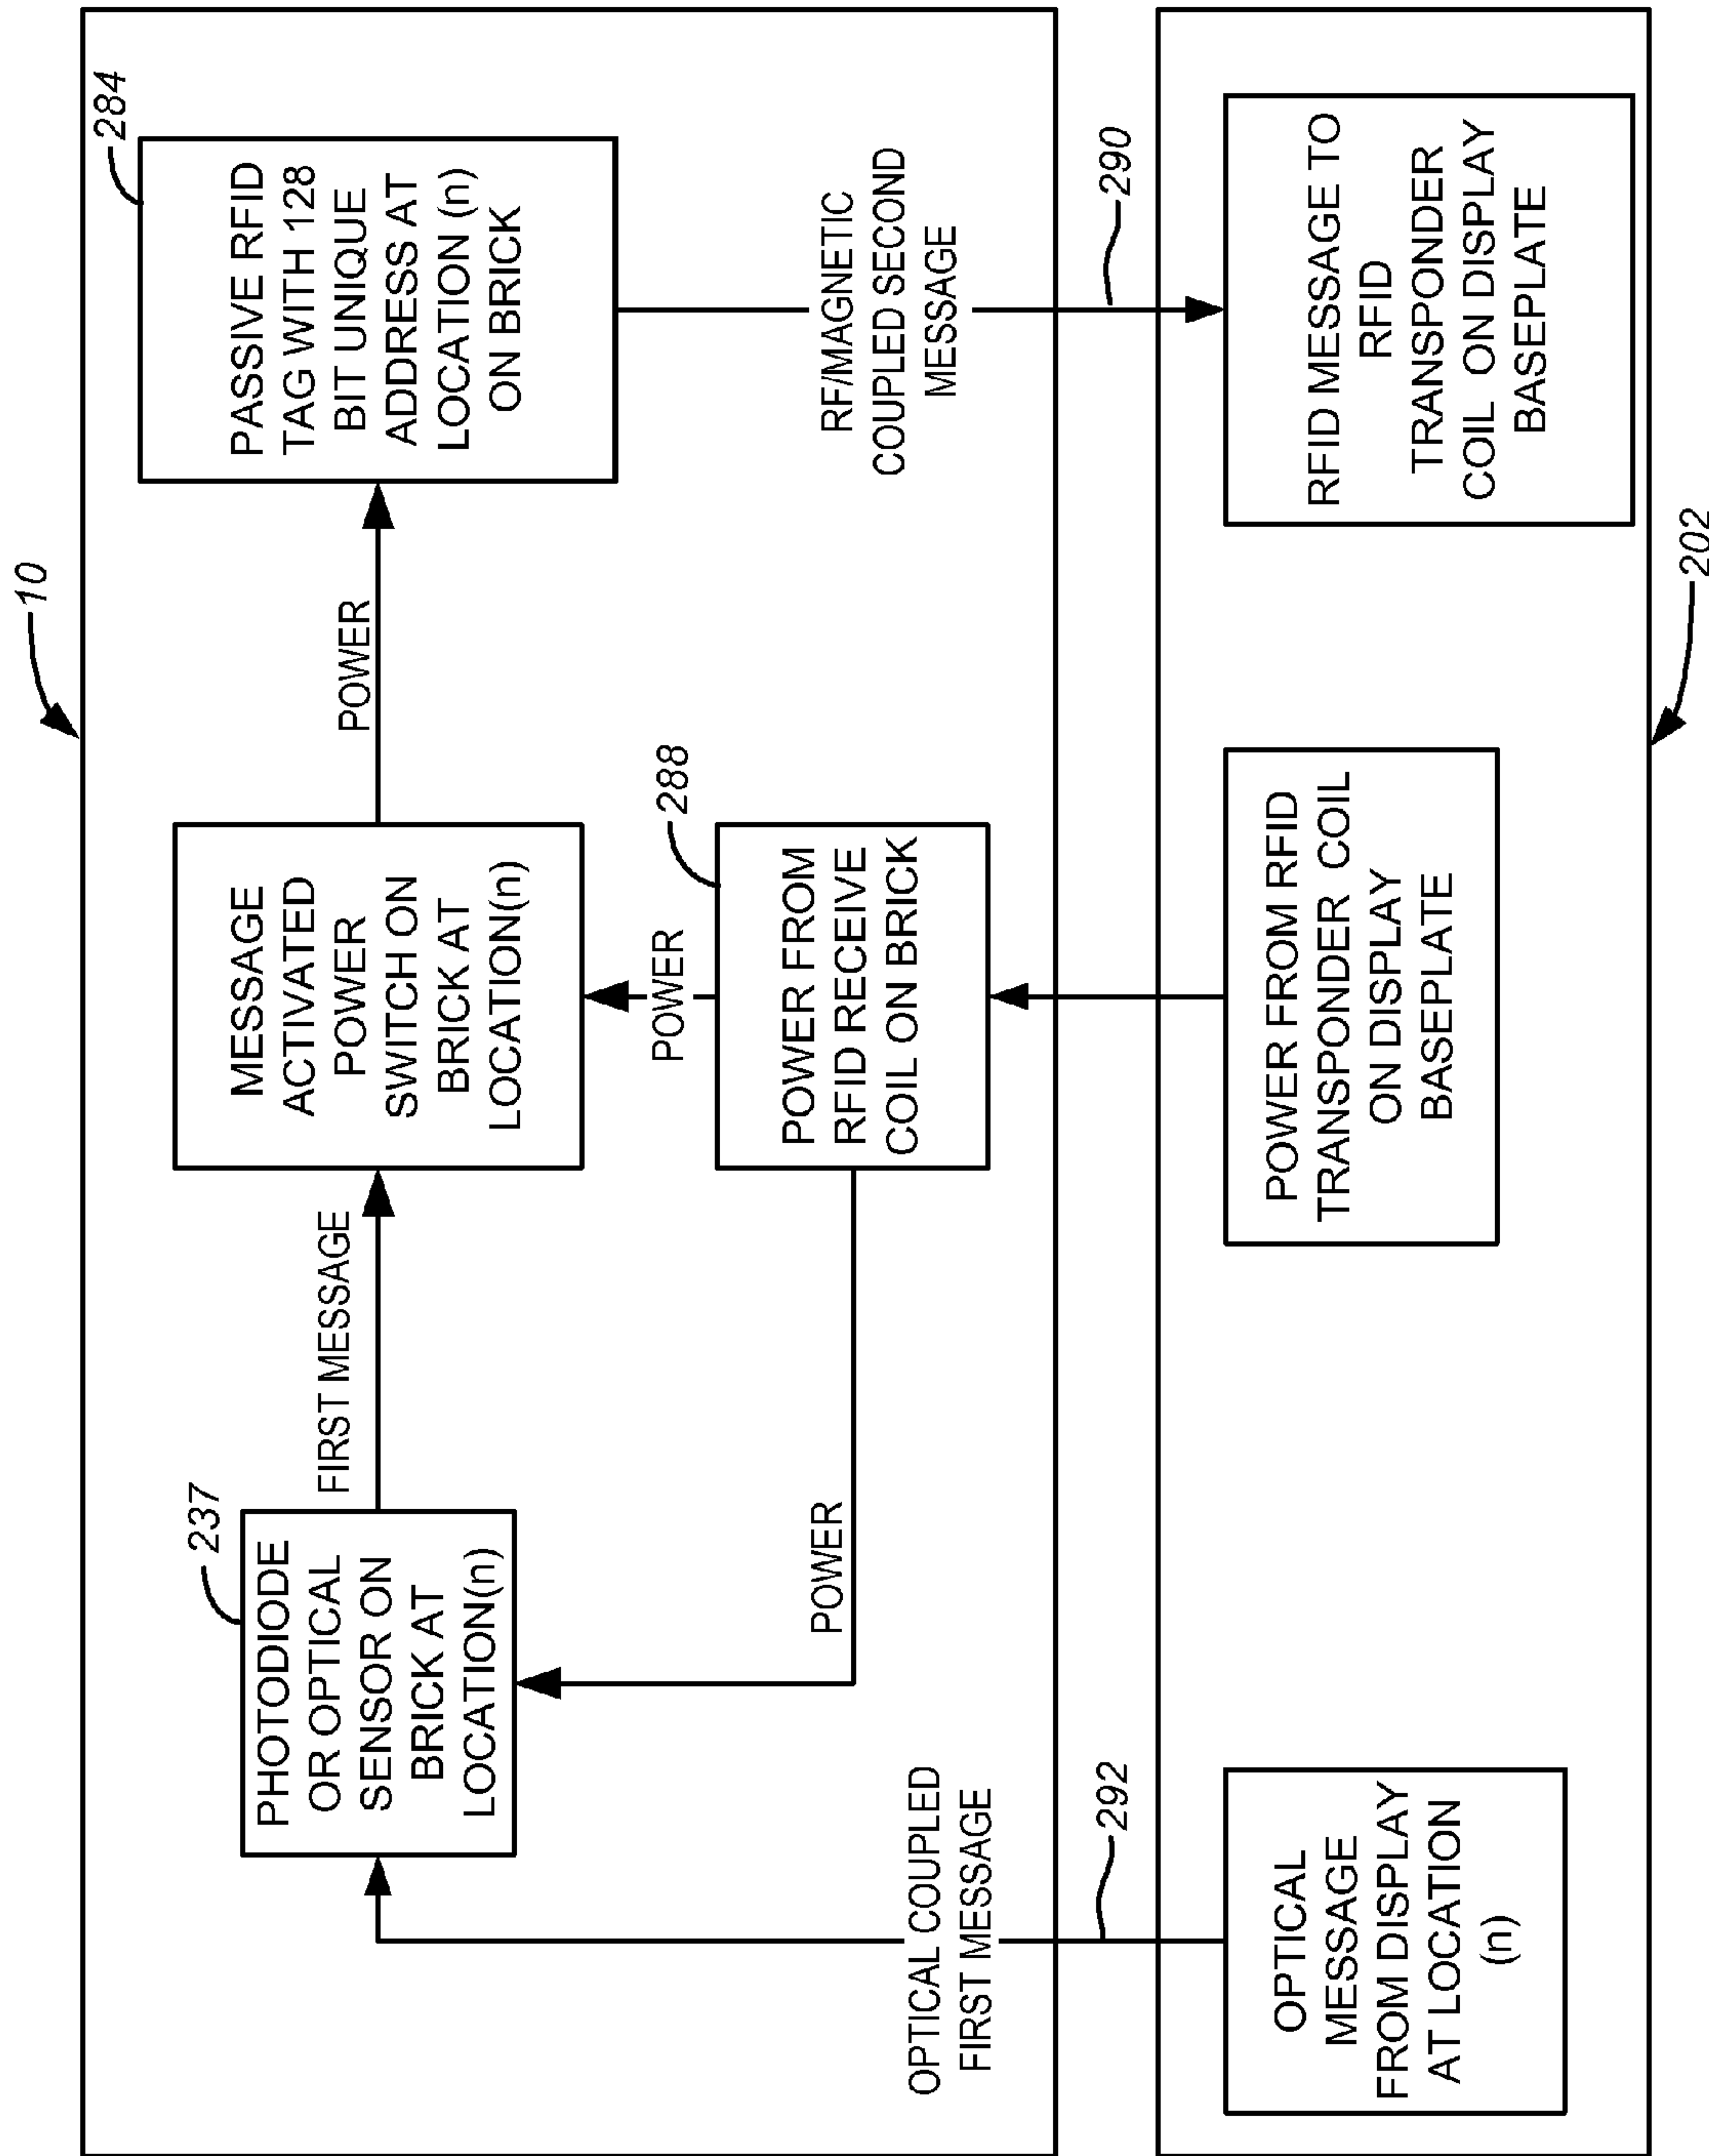 10
237
PHOTODIODE
OR OPTICAL
SENSOR ON
BRICK AT
LOCATION(n)
FIRST MESSAGE
MESSAGE
ACTIVATED
POWER
SWITCH ON
BRICK AT
LOCATION(n)
POWER
284
PASSIVE RFID
TAG WITH 128
BIT UNIQUE
ADDRESS AT
LOCATION (n)
ON BRICK
POWER
POWER
288
POWER FROM
RFID RECEIVE
COIL ON BRICK
OPTICAL COUPLED
FIRST MESSAGE
292
RF/MAGNETIC
COUPLED SECOND
MESSAGE
290
OPTICAL
MESSAGE
FROM DISPLAY
AT LOCATION
(n)
POWER FROM RFID
TRANSPONDER COIL
ON DISPLAY
BASEPLATE
RFID MESSAGE TO
RFID
TRANSPONDER
COIL ON DISPLAY
BASEPLATE
202